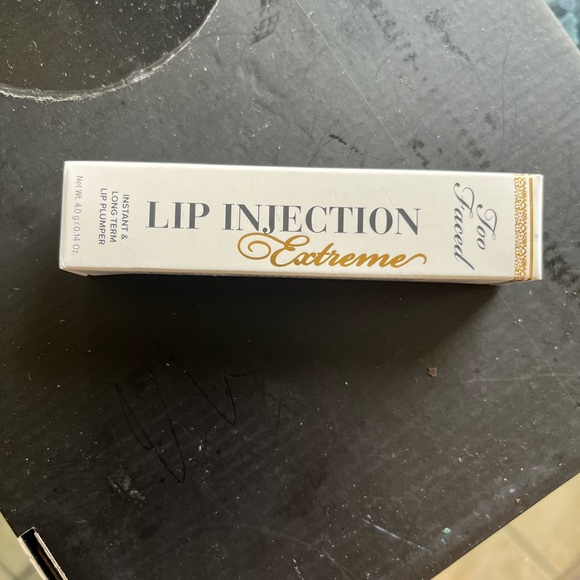 Too
Faced
LIP INJECTION
Extreme
INSTANT &
LONG TERM
LIP PLUMPER
Net Wt. 4.0 g / 0.14 Oz.